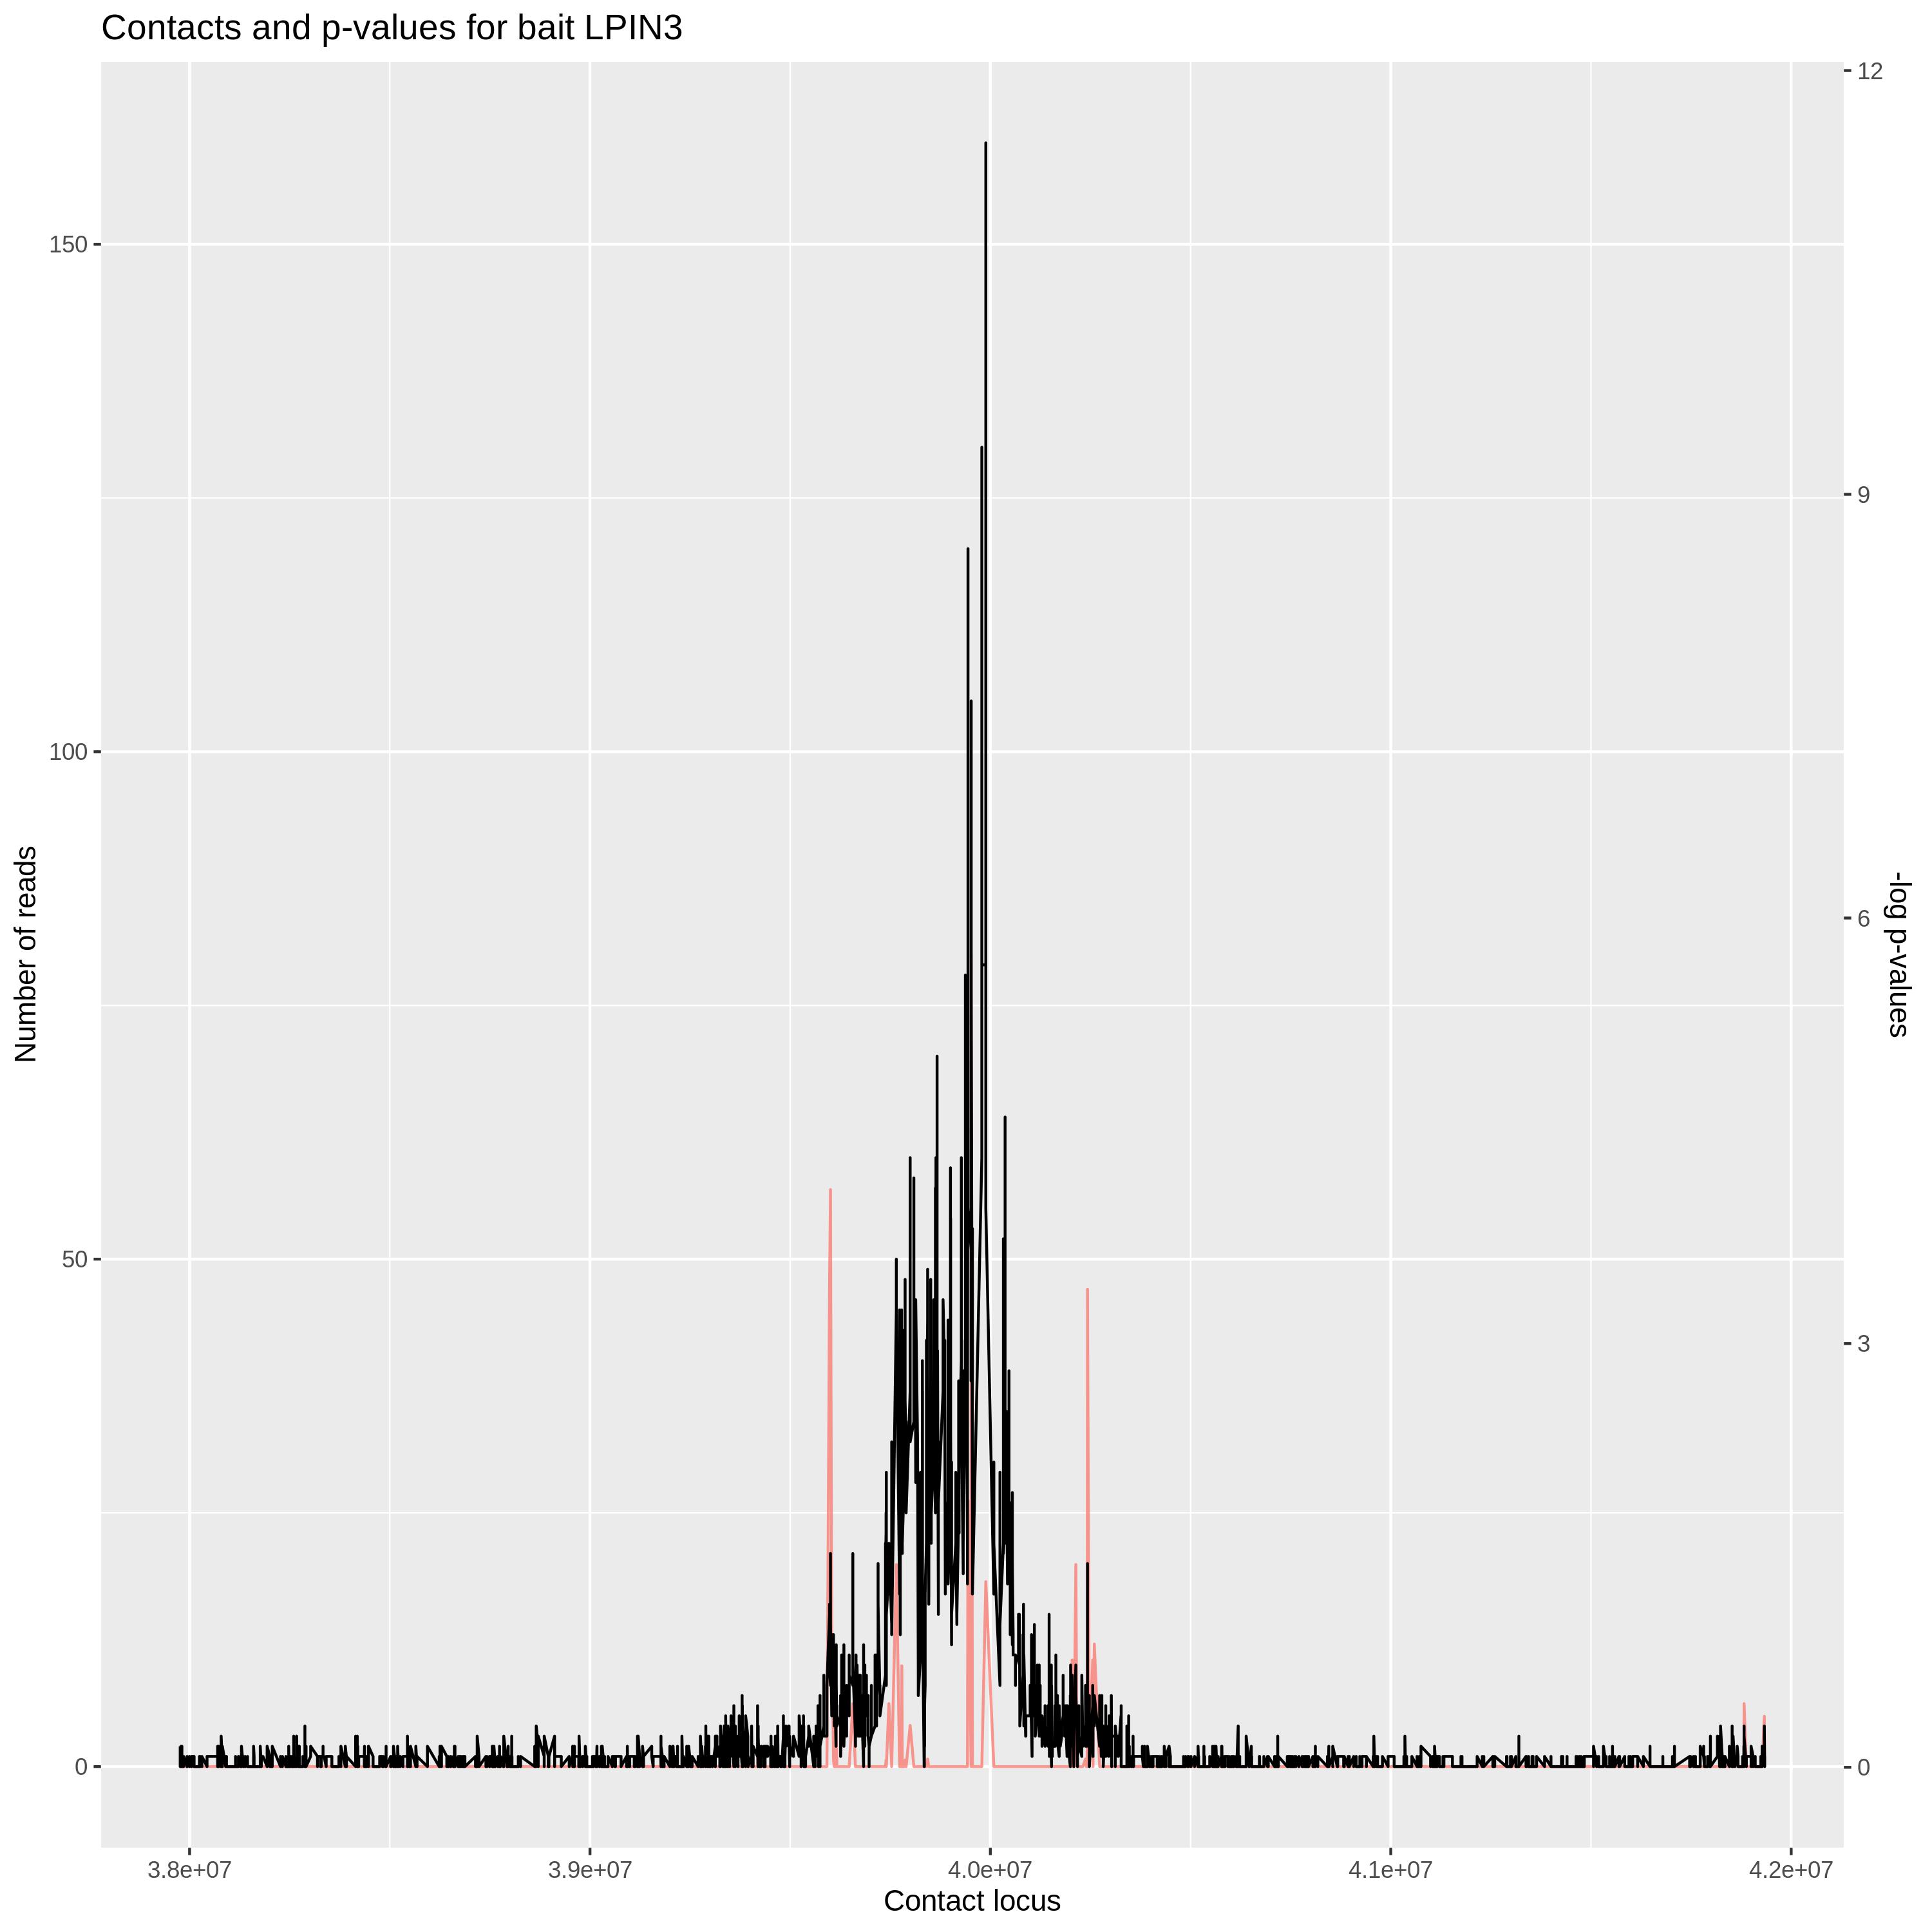 Contacts and p-values for bait LPIN3
Number of reads
150
100
50
0
12
9
6
3
0
-log p-values
3.8e+07 3.9e+07 4.0e+07 4.1e+07 4.2e+07
Contact locus